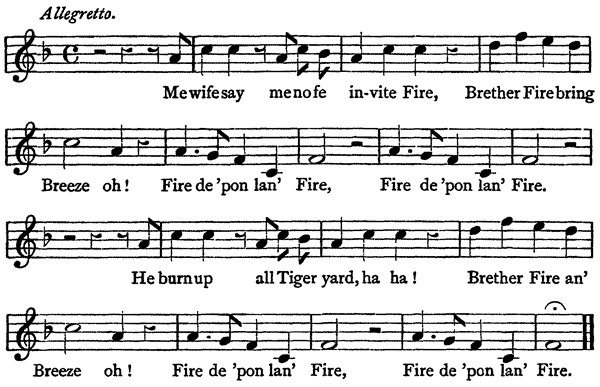 Allegretto.
Me wife say me no fe in-vite Fire, Brether Fire bring
Breeze oh! Fire de 'pon lan' Fire, Fire de 'pon lan' Fire.
He burn up all Tiger yard, ha ha! Brether Fire an'
Breeze oh! Fire de 'pon lan' Fire, Fire de 'pon lan' Fire.